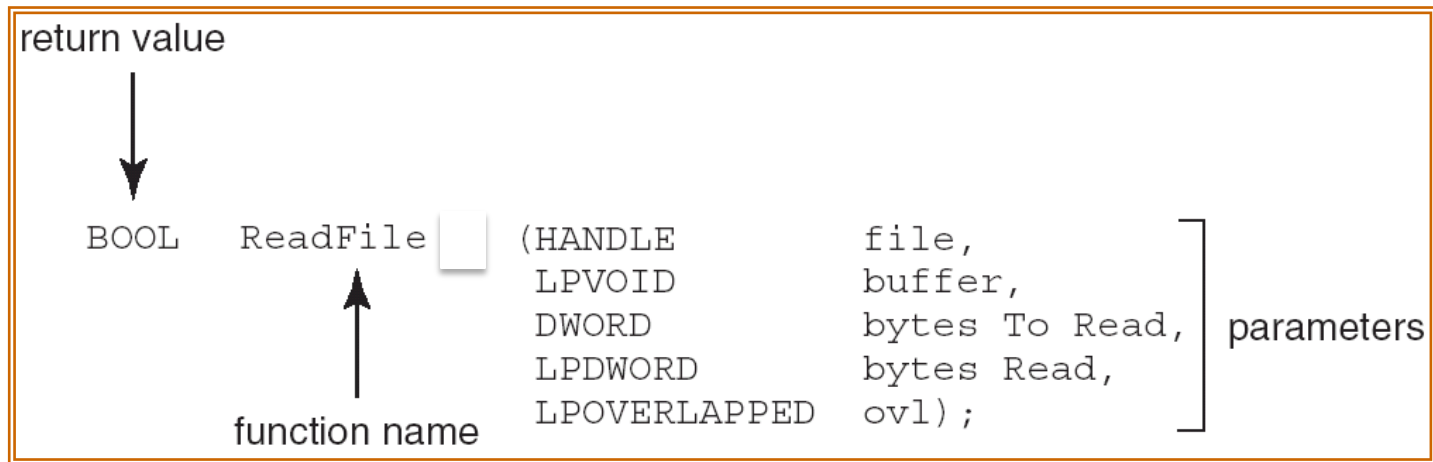 return value
BOOL ReadFile (HANDLE file,
LPVOID buffer,
DWORD bytes To Read,
LPDWORD bytes Read,
LPOVERLAPPED ovl);
parameters
function name